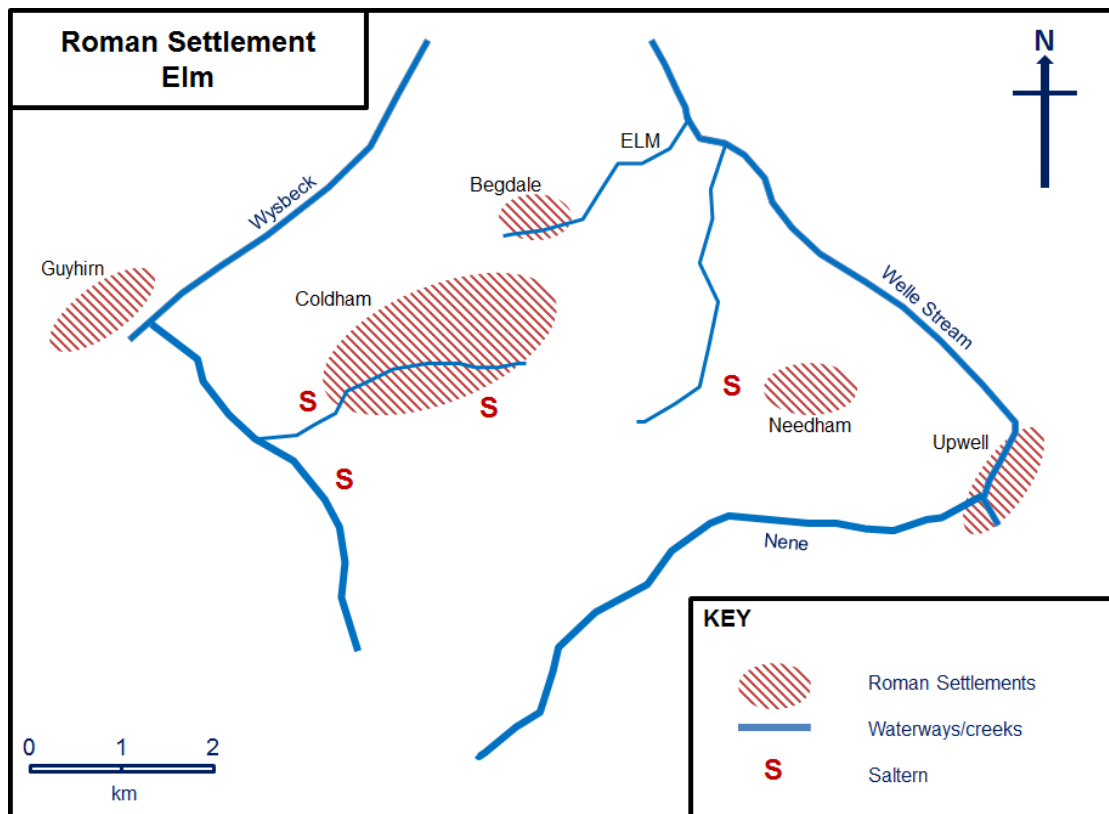 Roman Settlement
Elm
N
ELM
Begdale
Wysbeck
Guyhirn
Coldham
Welle Stream
S
S
S
Needham
Upwell
S
Nene
KEY
Roman Settlements
Waterways/creeks
S
Saltern
0 1 2
km